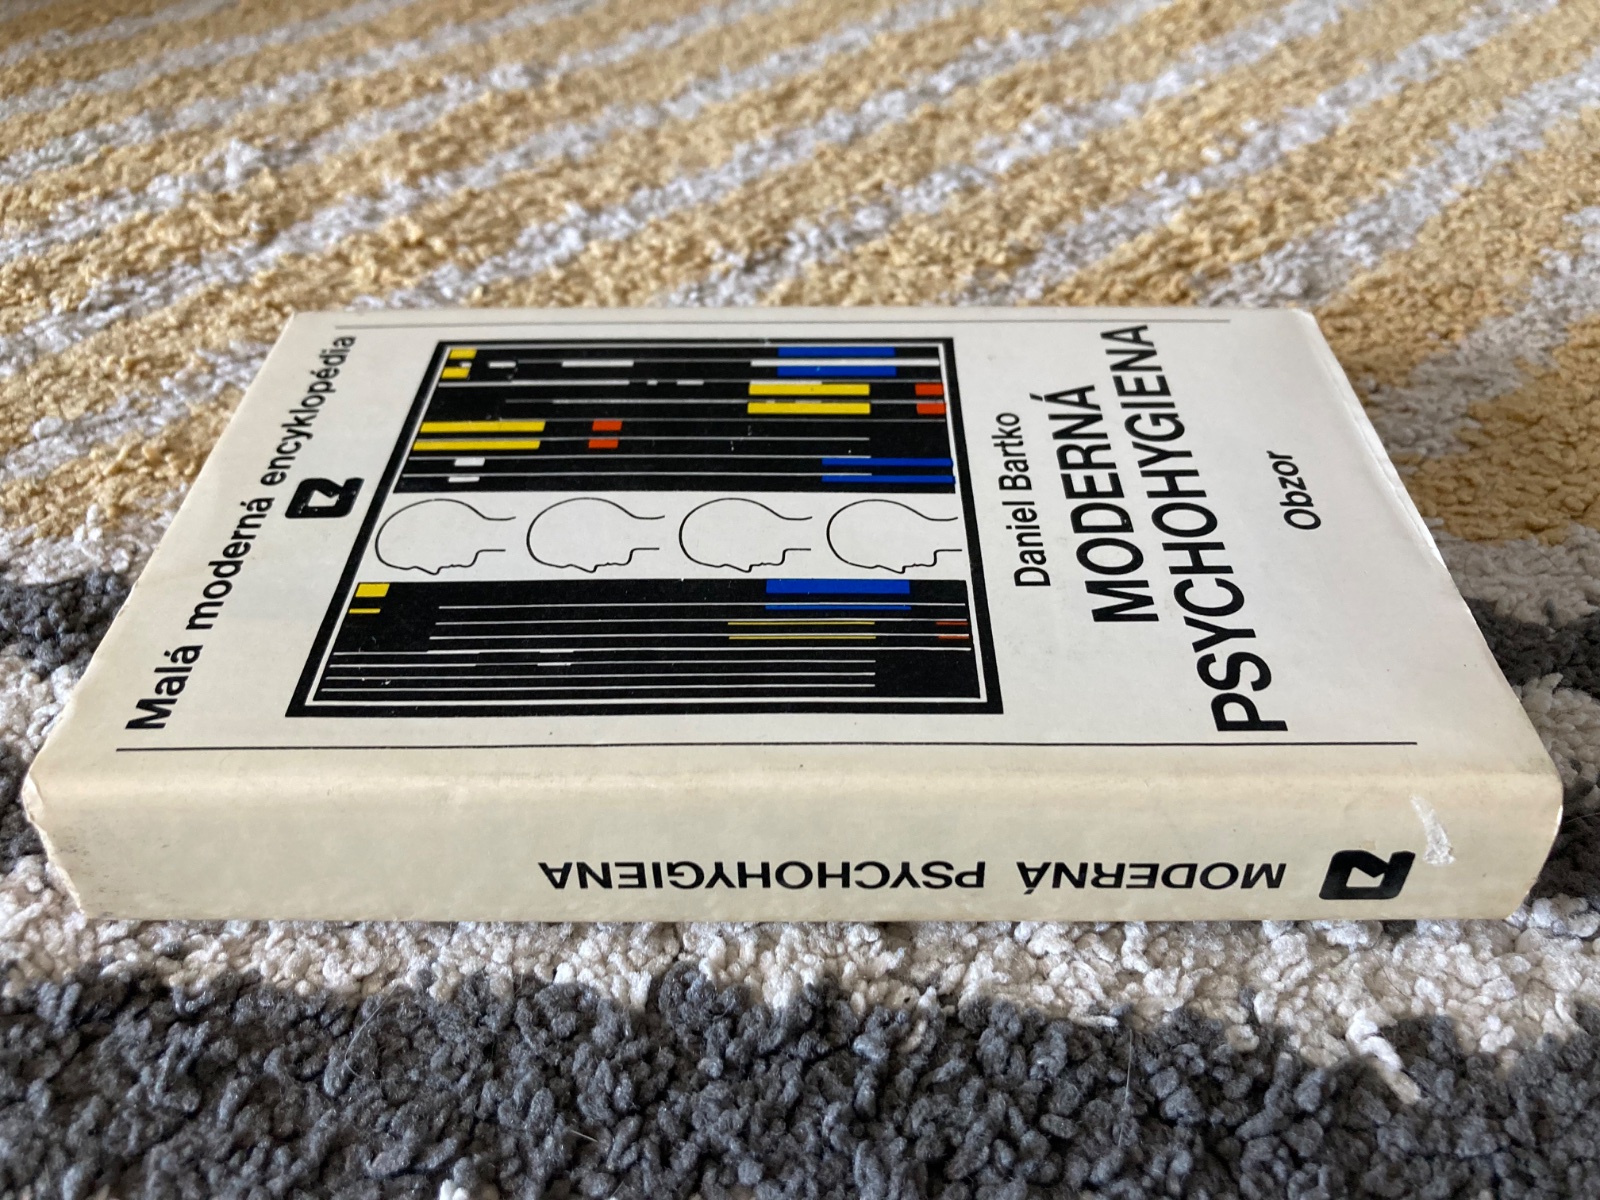 Malá moderná encyklopédia
Daniel Bartko
MODERNÁ
PSYCHOHYGIENA
Obzor
MODERNÁ PSYCHOHYGIENA